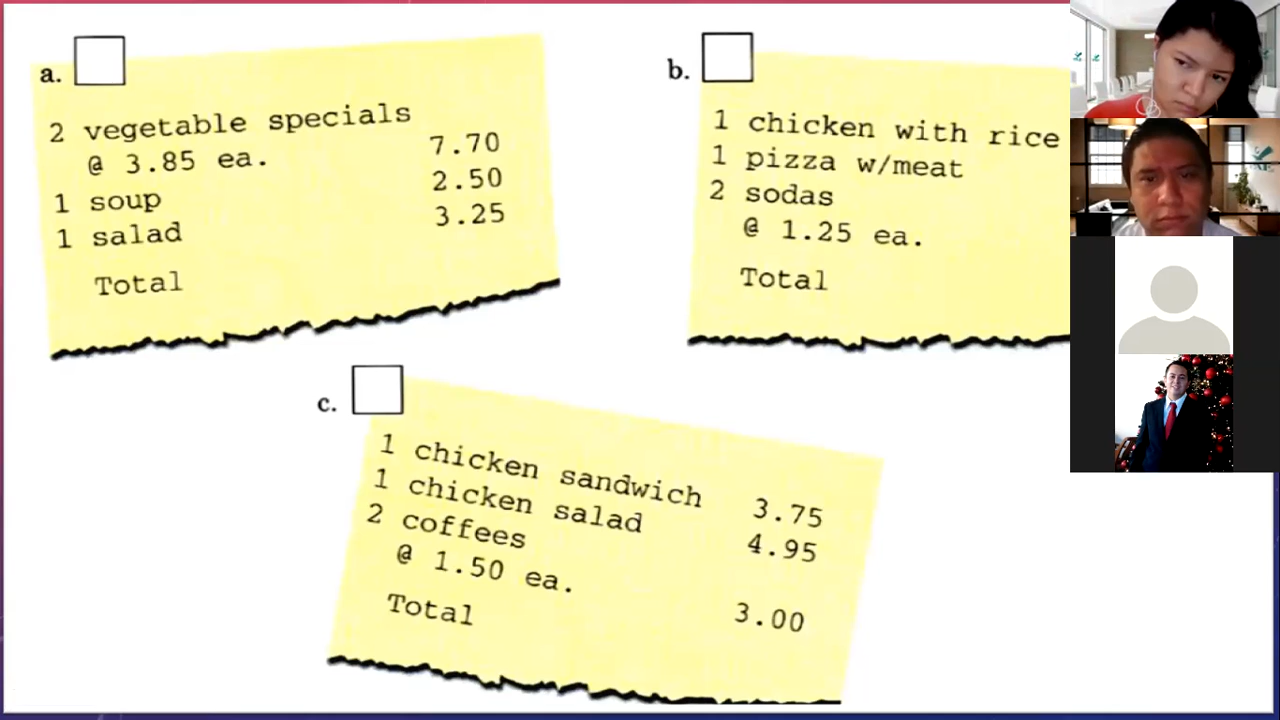 a.
2 vegetable specials
@ 3.85 ea. 7.70
1 soup 2.50
1 salad 3.25
Total
b.
1 chicken with rice
1 pizza w/meat
2 sodas
@ 1.25 ea.
Total
c.
1 chicken sandwich 3.75
1 chicken salad 4.95
2 coffees
@ 1.50 ea. 3.00
Total